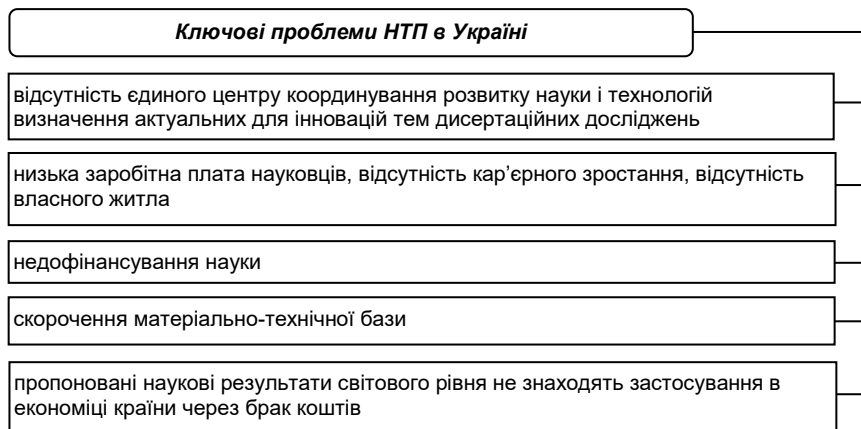 Ключові проблеми НТП в Україні
відсутність єдиного центру координування розвитку науки і технологій
визначення актуальних для інновацій тем дисертаційних досліджень
низька заробітна плата науковців, відсутність кар’єрного зростання, відсутність
власного житла
недофінансування науки
скорочення матеріально-технічної бази
пропоновані наукові результати світового рівня не знаходять застосування в
економіці країни через брак коштів